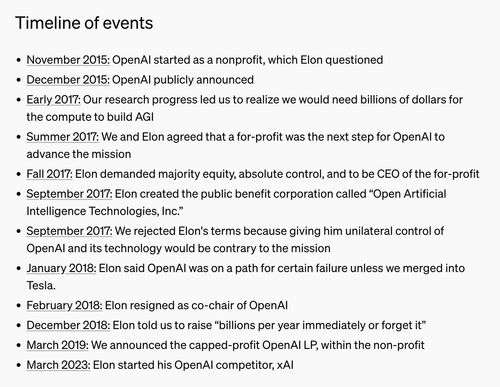 Timeline of events
• November 2015: OpenAI started as a nonprofit, which Elon questioned
• December 2015: OpenAI publicly announced
• Early 2017: Our research progress led us to realize we would need billions of dollars for
the compute to build AGI
• Summer 2017: We and Elon agreed that a for-profit was the next step for OpenAI to
advance the mission
• Fall 2017: Elon demanded majority equity, absolute control, and to be CEO of the for-profit
• September 2017: Elon created the public benefit corporation called “Open Artificial
Intelligence Technologies, Inc.”
• September 2017: We rejected Elon's terms because giving him unilateral control of
OpenAI and its technology would be contrary to the mission
• January 2018: Elon said OpenAI was on a path for certain failure unless we merged into
Tesla.
• February 2018: Elon resigned as co-chair of OpenAI
• December 2018: Elon told us to raise “billions per year immediately or forget it”
• March 2019: We announced the capped-profit OpenAI LP, within the non-profit
• March 2023: Elon started his OpenAI competitor, xAI